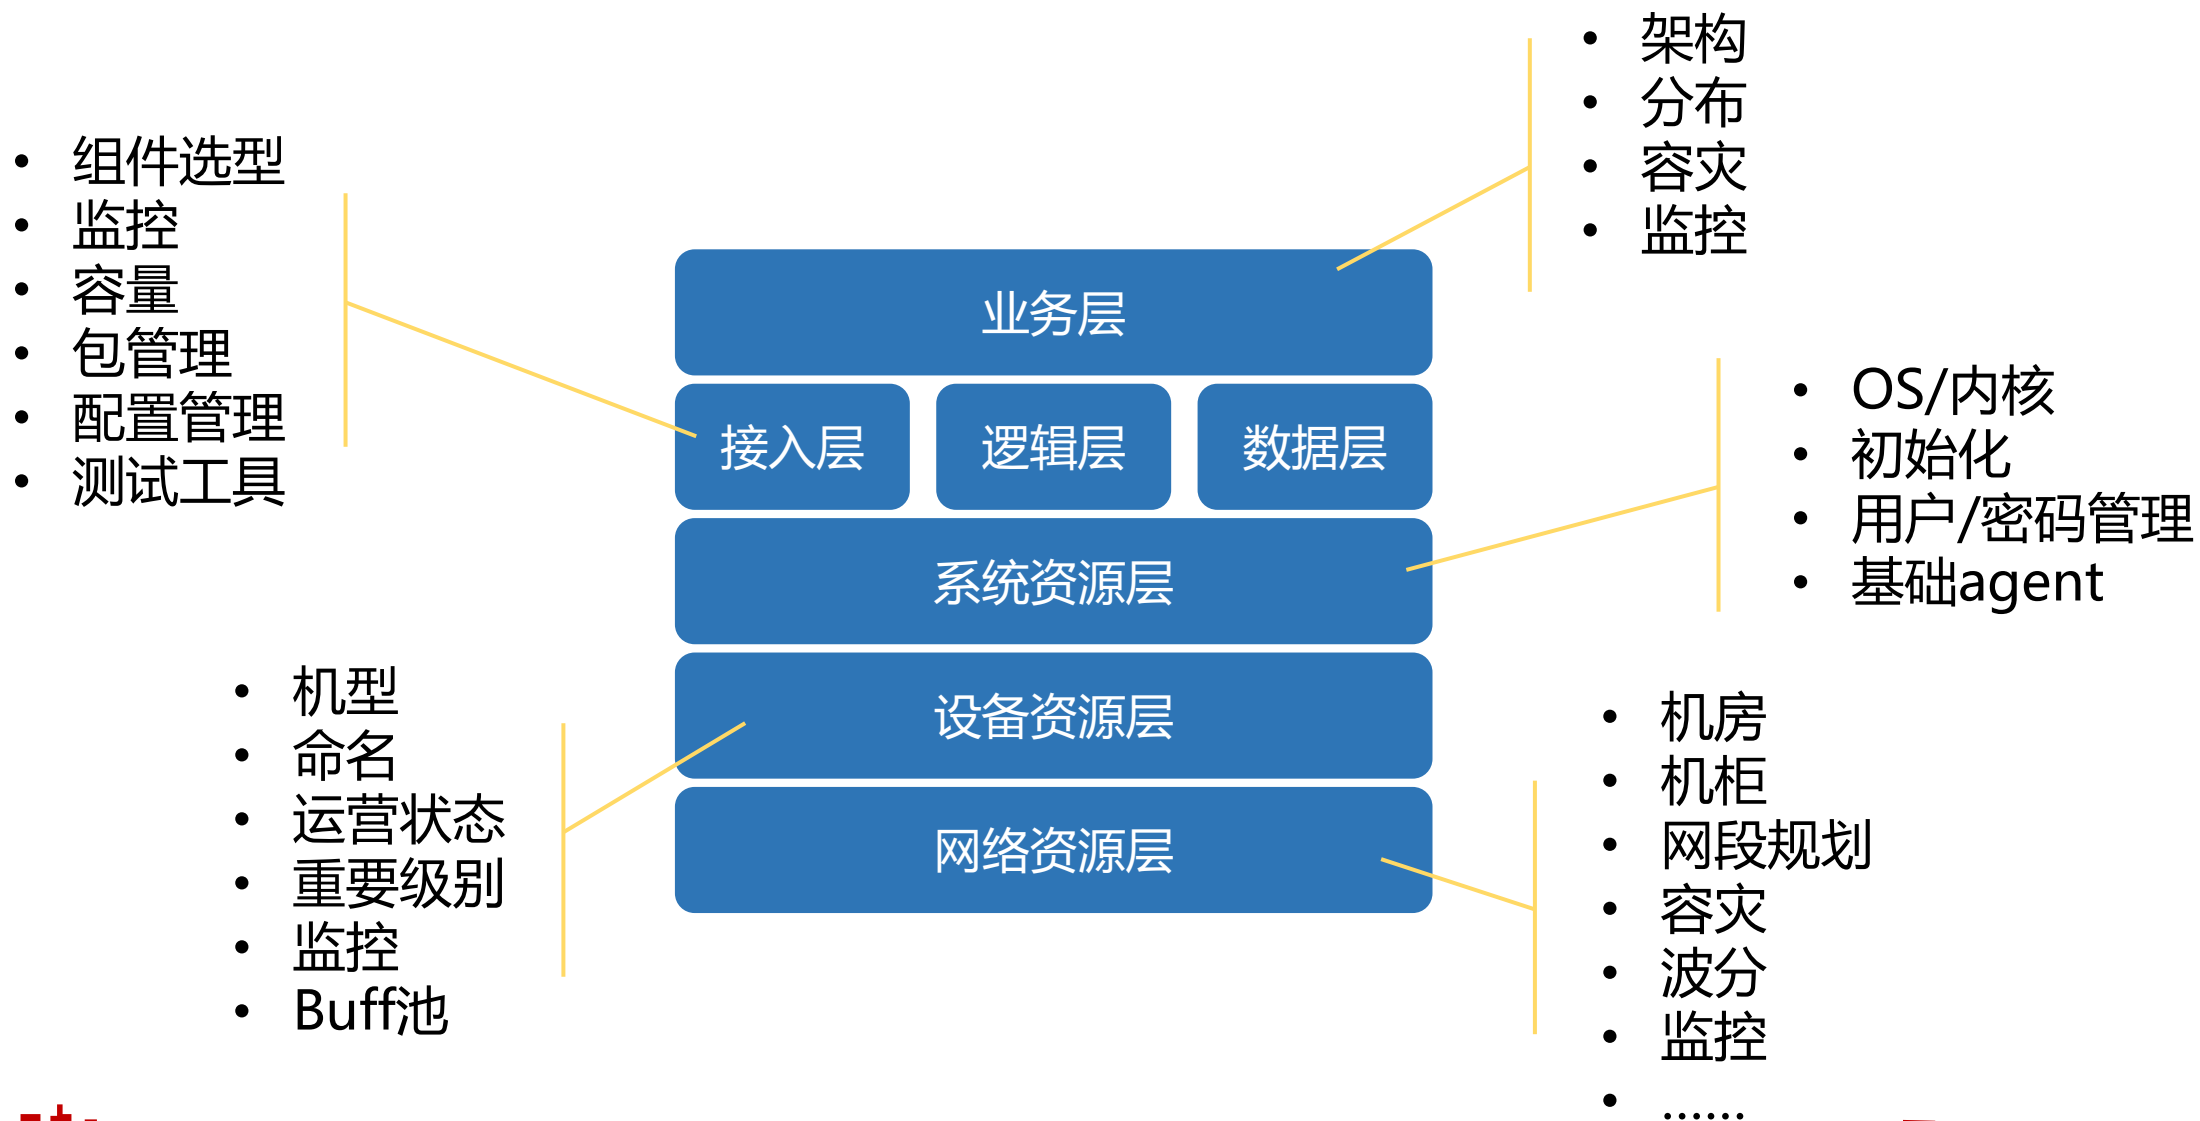 架构
分布
容灾
监控
组件选型
监控
容量
包管理
配置管理
测试工具
业务层
接入层
逻辑层
数据层
OS/内核
初始化
用户/密码管理
基础agent
系统资源层
设备资源层
网络资源层
机型
命名
运营状态
重要级别
监控
Buff池
机房
机柜
网段规划
容灾
波分
监控
……